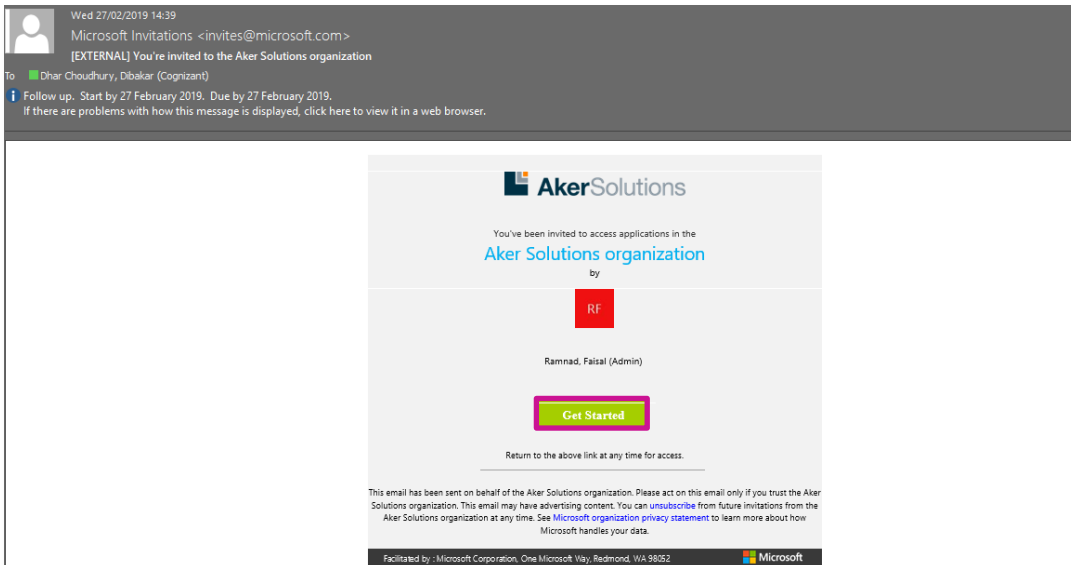 Wed 27/02/2019 14:39
Microsoft Invitations <invites@microsoft.com>
[EXTERNAL] You're invited to the Aker Solutions organization
To Dhar Choudhury, Dibakar (Cognizant)
Follow up. Start by 27 February 2019. Due by 27 February 2019.
If there are problems with how this message is displayed, click here to view it in a web browser.
AkerSolutions
You've been invited to access applications in the
Aker Solutions organization
by
RF
Ramnad, Faisal (Admin)
Get Started
Return to the above link at any time for access.
This email has been sent on behalf of the Aker Solutions organization. Please act on this email only if you trust the Aker
Solutions organization. This email may have advertising content. You can unsubscribe from future invitations from the
Aker Solutions organization at any time. See Microsoft organization privacy statement to learn more about how
Microsoft handles your data.
Facilitated by : Microsoft Corporation, One Microsoft Way, Redmond, WA 98052 Microsoft